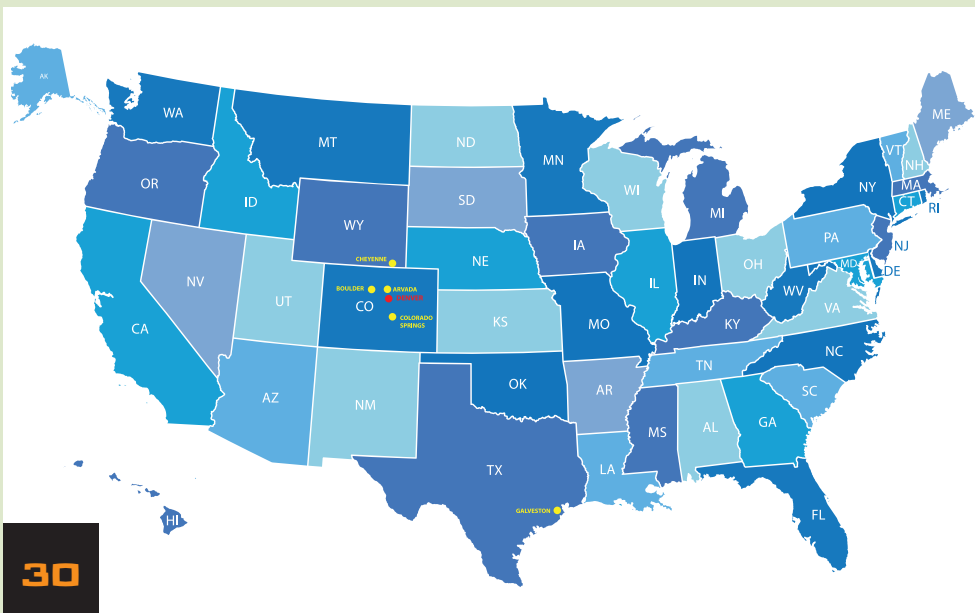 AK
WA
MT
ND
MN
ME
VT
NH
OR
ID
WY
SD
WI
MI
NY
MA
CT
RI
NV
UT
CHEYENNE
NE
IA
IL
IN
OH
PA
NJ
MD
DE
CA
BOULDER
ARVADA
CO
COLORADO
SPRINGS
KS
MO
KY
WV
VA
AZ
NM
OK
AR
TN
NC
SC
TX
LA
MS
AL
GA
FL
GALVESTON
HI
30